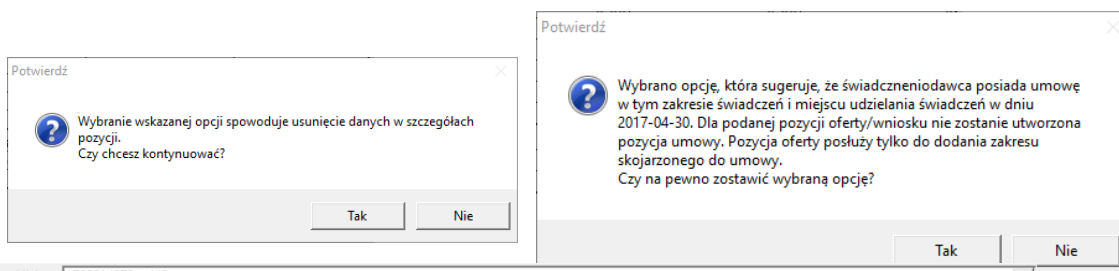 Potwierdź
Wybranie wskazanej opcji spowoduje usunięcie danych w szczegółach
pozycji.
Czy chcesz kontynuować?
Tak
Nie
Potwierdź
Wybrano opcję, która sugeruje, że świadczneniodawca posiada umowę
w tym zakresie świadczeń i miejscu udzielania świadczeń w dniu
2017-04-30. Dla podanej pozycji oferty/wniosku nie zostanie utworzona
pozycja umowy. Pozycja oferty posłuży tylko do dodania zakresu
skojarzonego do umowy.
Czy na pewno zostawić wybraną opcję?
Tak
Nie